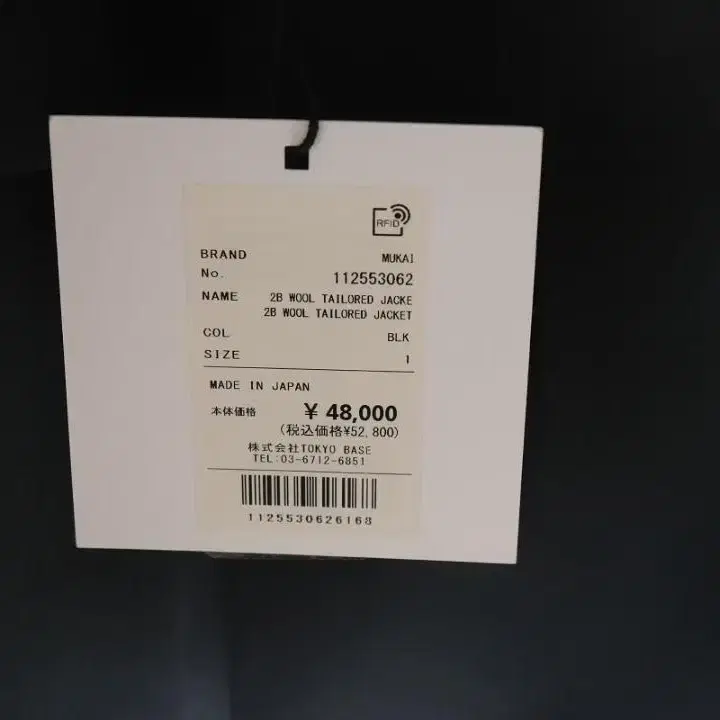 RFID
BRAND MUKAI
No. 112553062
NAME 2B WOOL TAILORED JACKE
2B WOOL TAILORED JACKET
COL BLK
SIZE 1
MADE IN JAPAN
本体価格 ¥ 48,000
(税込価格¥52,800)
株式会社TOKYO BASE
TEL:03-6712-6851
1125530626168